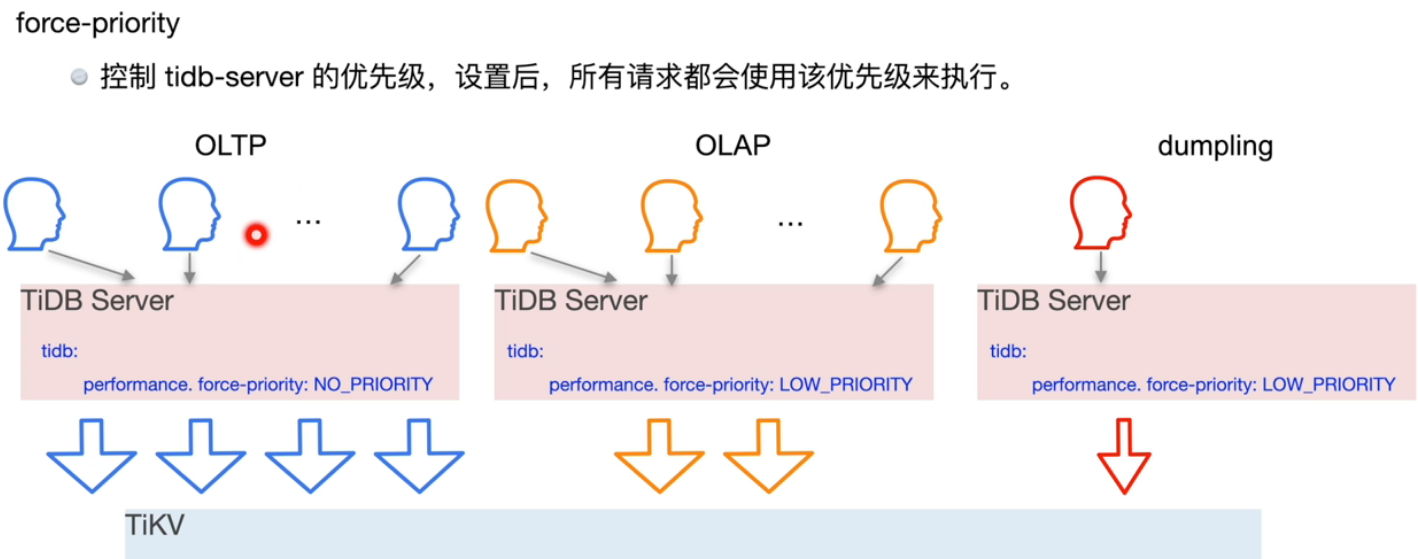 force-priority
控制 tidb-server 的优先级，设置后，所有请求都会使用该优先级来执行。
OLTP OLAP dumpling
... ...
TiDB Server
tidb:
performance. force-priority: NO_PRIORITY
TiDB Server
tidb:
performance. force-priority: LOW_PRIORITY
TiDB Server
tidb:
performance. force-priority: LOW_PRIORITY
TiKV